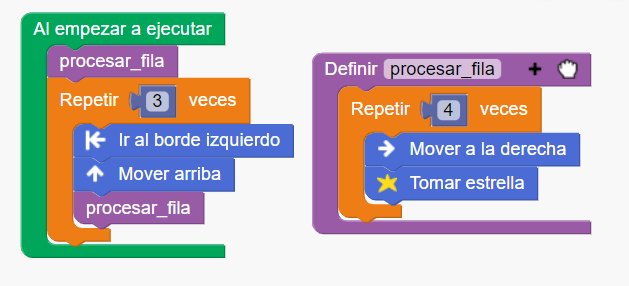 Al empezar a ejecutar
procesar_fila
Repetir 3 veces
Ir al borde izquierdo
Mover arriba
procesar_fila
Definir procesar_fila +
Repetir 4 veces
Mover a la derecha
Tomar estrella